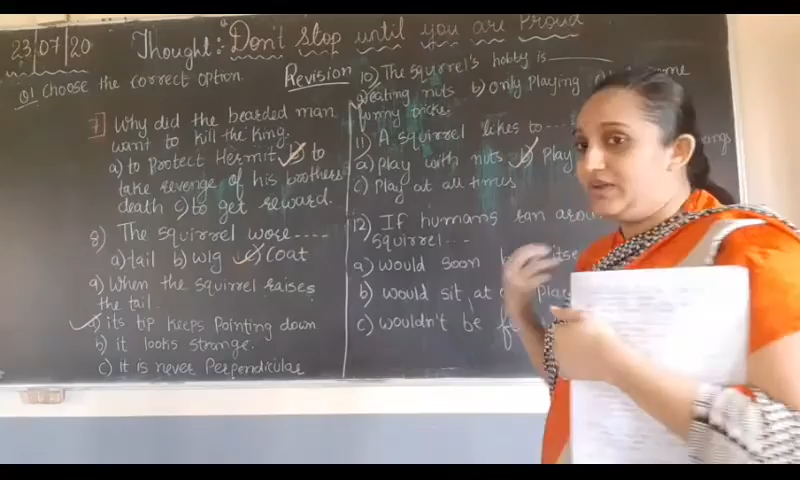 23/07/20
Thought: "Don't stop until you are Proud
Q1 Choose the correct option.
Revision
7 Why did the bearded man
want to kill the King.
a) to Protect Hermit b) to
take revenge of his brothers
death c) to get reward.
8) The squirrel wore....
a) tail b) wig c) Coat
9) When the squirrel raises
the tail
a) its tip keeps Pointing down
b) it looks strange.
c) It is never Perpendicular
10) The squirrel's hobby is
a) eating nuts b) only Playing
funny tricks
11) A squirrel likes to....
a) Play with nuts b) Play
c) Play at all times
12) If humans ran
squirrel...
a) would soon
b) would sit at
c) wouldn't be